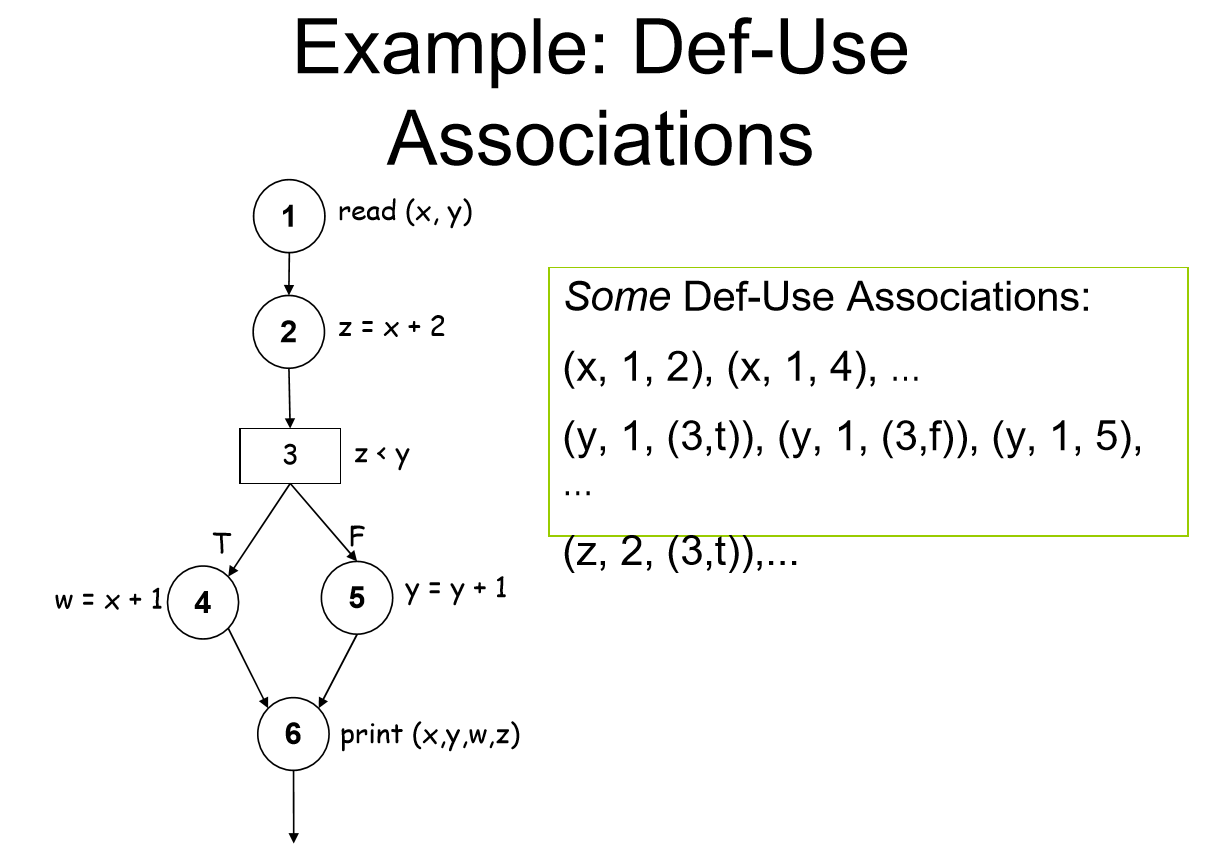 Example: Def-Use
Associations
1 read (x, y)
2 z = x + 2
3 z < y
T F
w = x + 1 4
5 y = y + 1
6 print (x,y,w,z)
Some Def-Use Associations:
(x, 1, 2), (x, 1, 4), ...
(y, 1, (3,t)), (y, 1, (3,f)), (y, 1, 5),
...
(z, 2, (3,t)),...